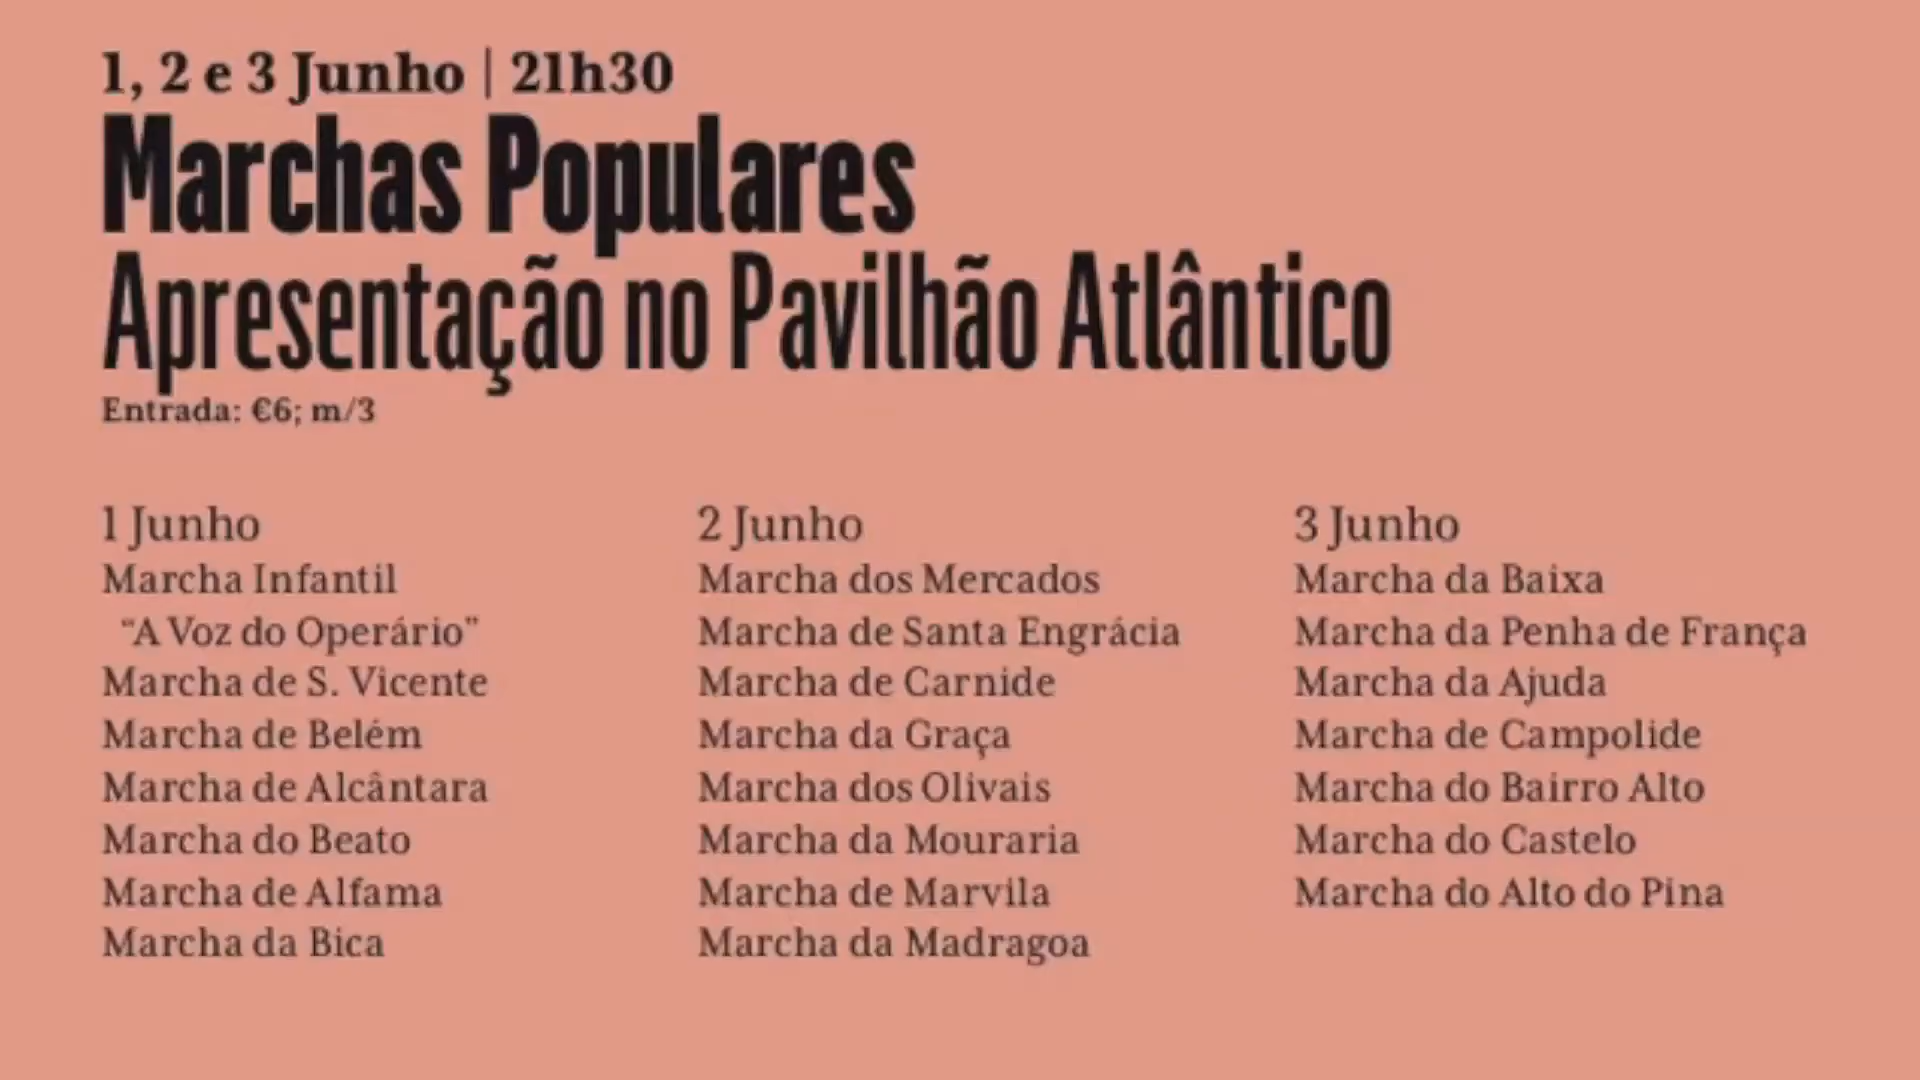 1, 2 e 3 Junho | 21h30
Marchas Populares
Apresentação no Pavilhão Atlântico
Entrada: €6; m/3
1 Junho
Marcha Infantil
“A Voz do Operário”
Marcha de S. Vicente
Marcha de Belém
Marcha de Alcântara
Marcha do Beato
Marcha de Alfama
Marcha da Bica
2 Junho
Marcha dos Mercados
Marcha de Santa Engrácia
Marcha de Carnide
Marcha da Graça
Marcha dos Olivais
Marcha da Mouraria
Marcha de Marvila
Marcha da Madragoa
3 Junho
Marcha da Baixa
Marcha da Penha de França
Marcha da Ajuda
Marcha de Campolide
Marcha do Bairro Alto
Marcha do Castelo
Marcha do Alto do Pina